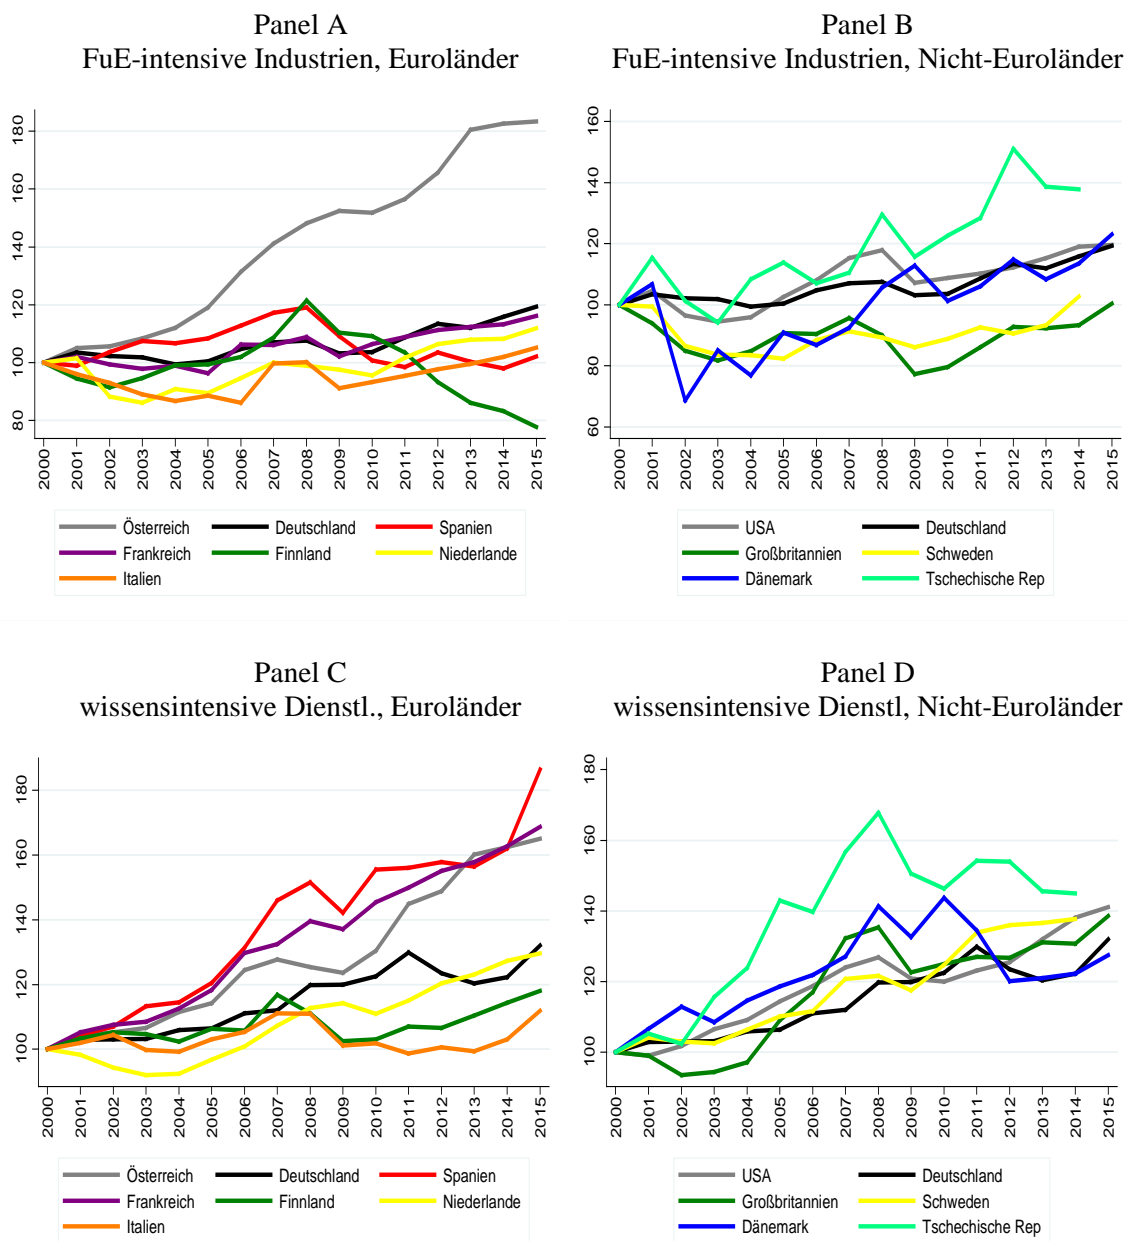 Panel A
FuE-intensive Industrien, Euroländer
180
160
140
120
100
80
2000 2001 2002 2003 2004 2005 2006 2007 2008 2009 2010 2011 2012 2013 2014 2015
Österreich Deutschland Spanien
Frankreich Finnland Niederlande
Italien
Panel B
FuE-intensive Industrien, Nicht-Euroländer
160
140
120
100
80
60
2000 2001 2002 2003 2004 2005 2006 2007 2008 2009 2010 2011 2012 2013 2014 2015
USA Deutschland
Großbritannien Schweden
Dänemark Tschechische Rep
Panel C
wissensintensive Dienstl., Euroländer
180
160
140
120
100
2000 2001 2002 2003 2004 2005 2006 2007 2008 2009 2010 2011 2012 2013 2014 2015
Österreich Deutschland Spanien
Frankreich Finnland Niederlande
Italien
Panel D
wissensintensive Dienstl, Nicht-Euroländer
180
160
140
120
100
2000 2001 2002 2003 2004 2005 2006 2007 2008 2009 2010 2011 2012 2013 2014 2015
USA Deutschland
Großbritannien Schweden
Dänemark Tschechische Rep